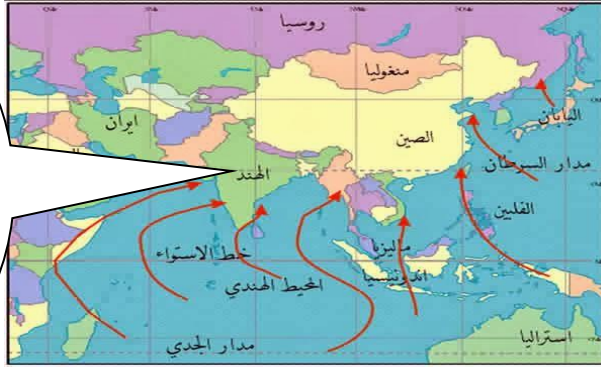 روسيا
منغوليا
ايران
الصين
اليابان
الهند
مدار السرطان
الفلبين
ماليزيا
خط الاستواء
اندونيسيا
المحيط الهندي
استراليا
مدار الجدي